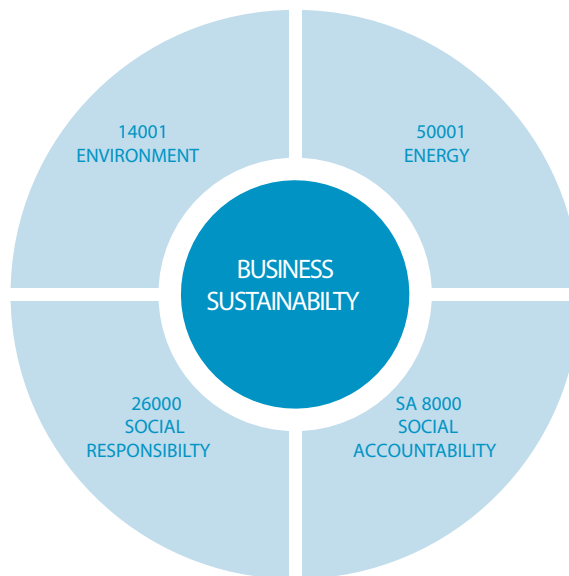 14001
ENVIRONMENT
50001
ENERGY
BUSINESS
SUSTAINABILTY
26000
SOCIAL
RESPONSIBILTY
SA 8000
SOCIAL
ACCOUNTABILITY